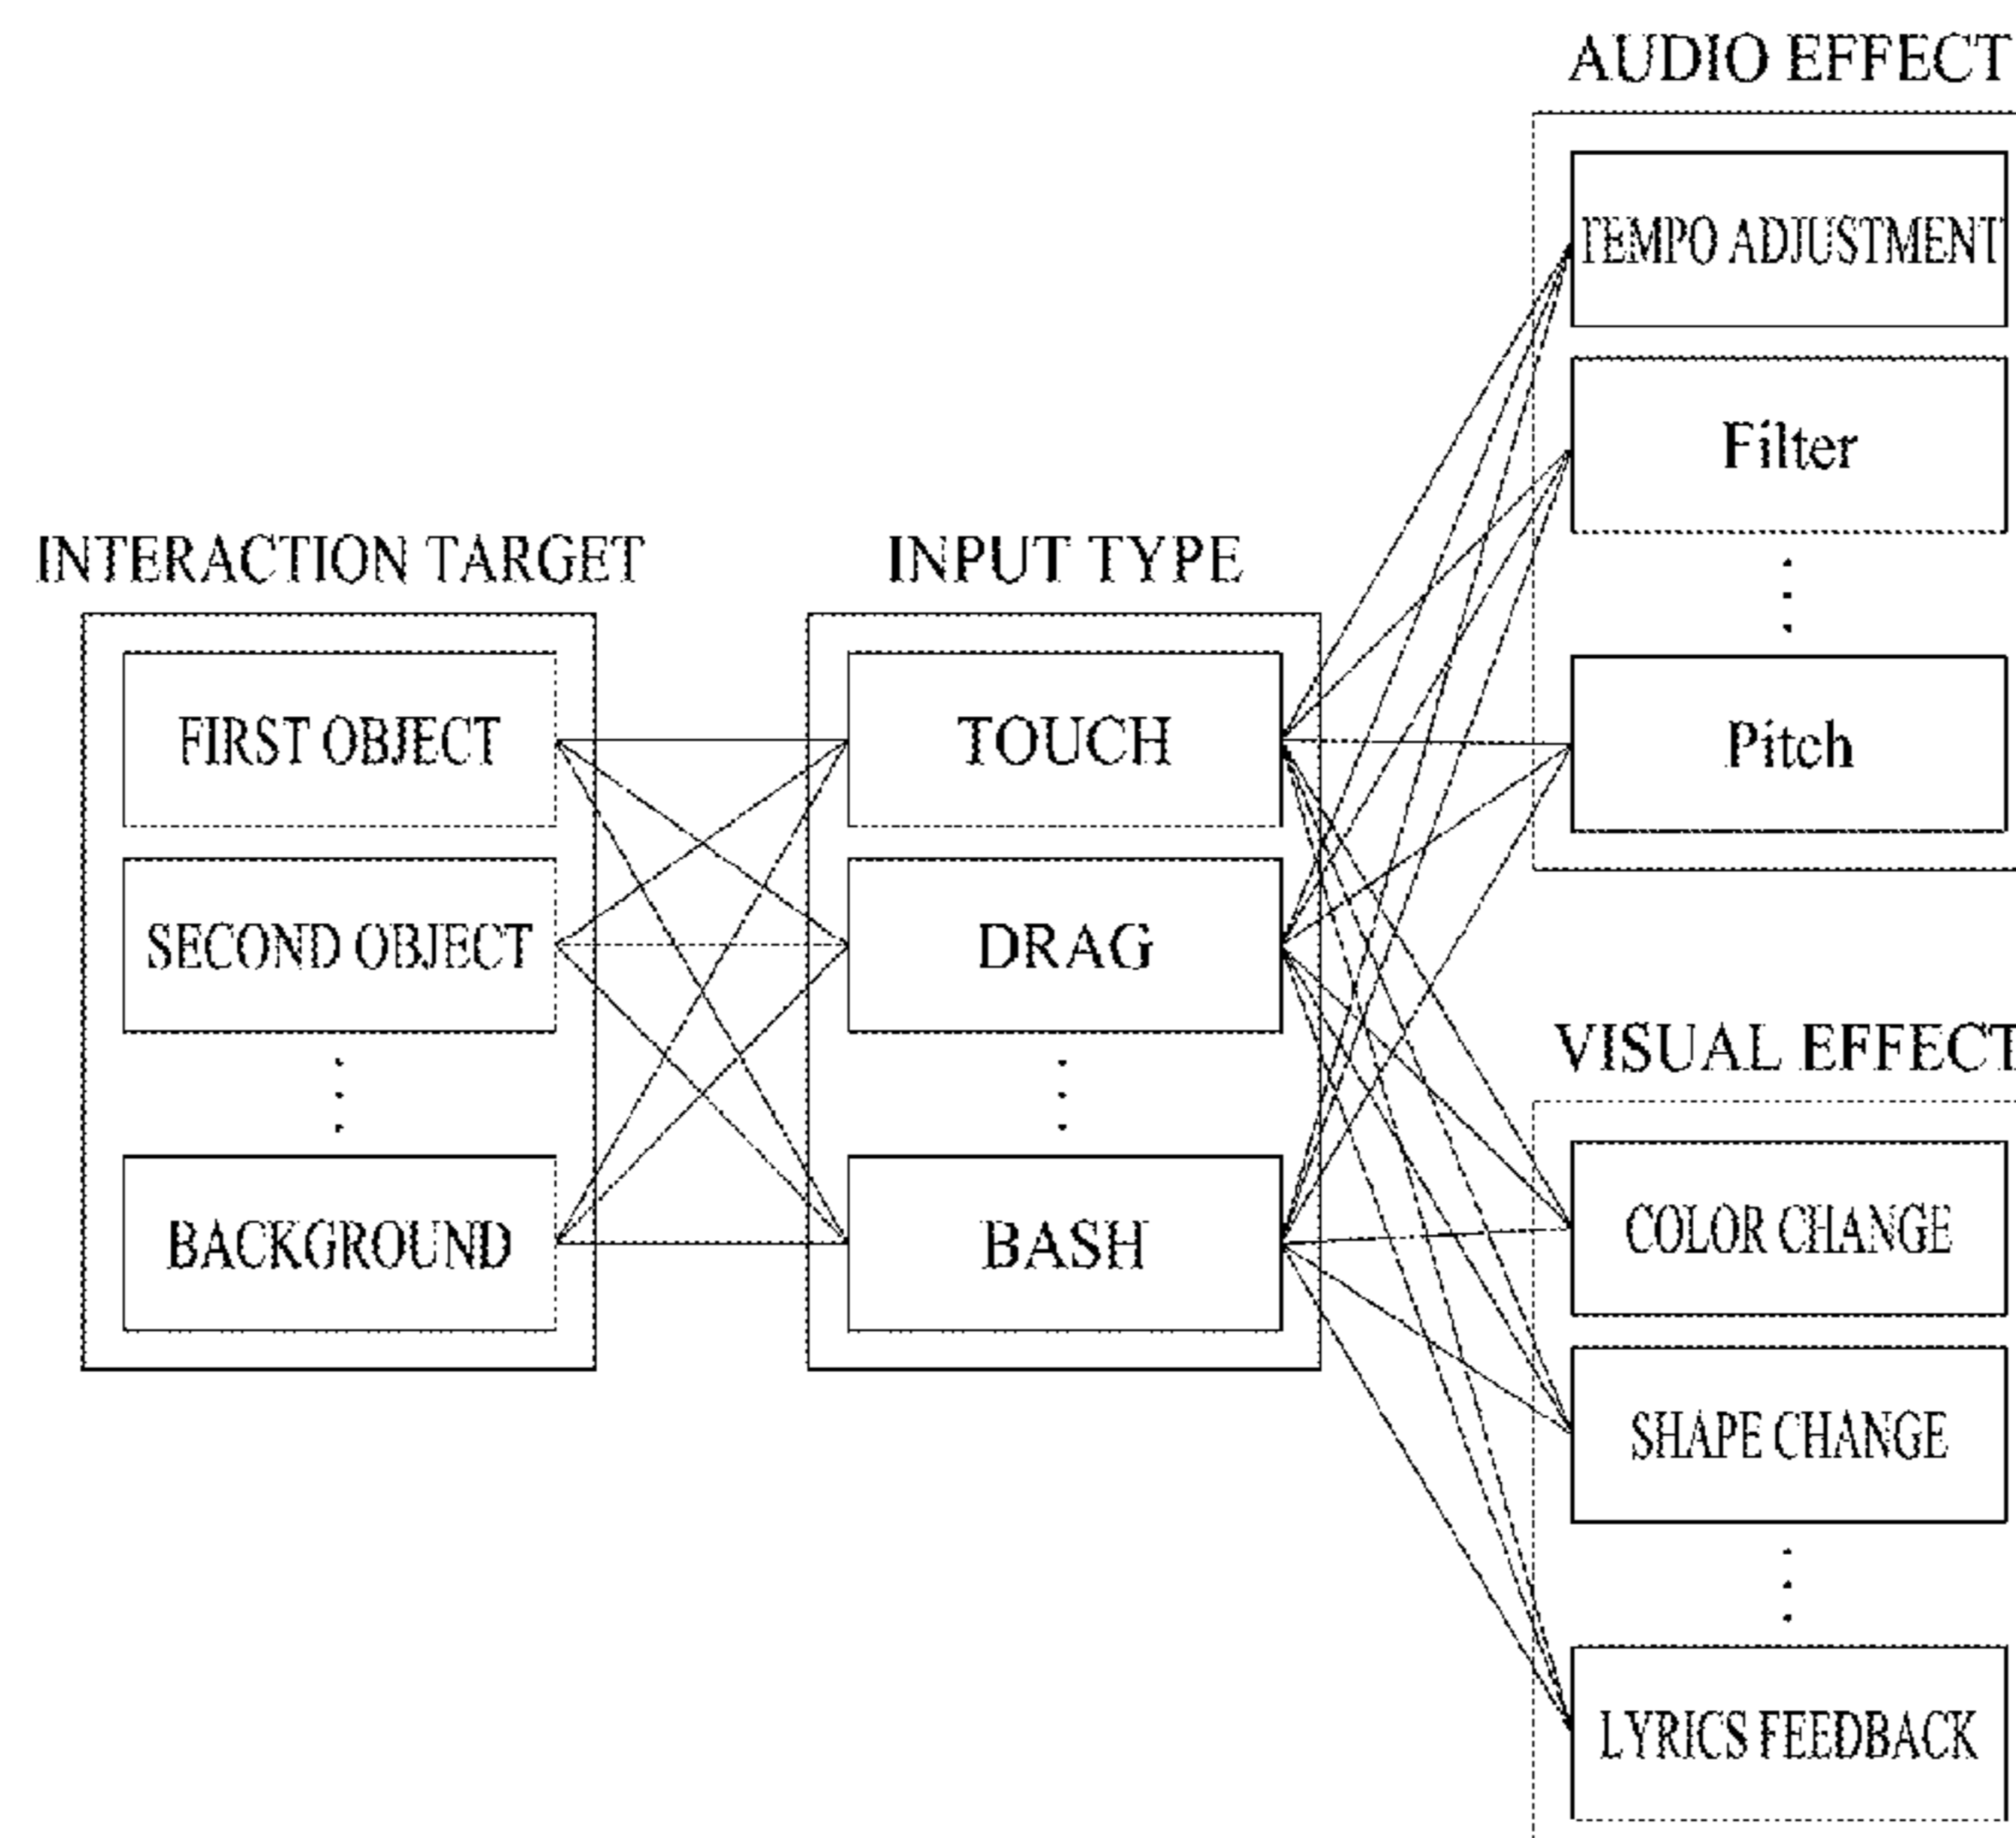 INTERACTION TARGET
FIRST OBJECT
SECOND OBJECT
BACKGROUND
INPUT TYPE
TOUCH
DRAG
BASH
AUDIO EFFECT
TEMPO ADJUSTMENT
Filter
Pitch
VISUAL EFFECT
COLOR CHANGE
SHAPE CHANGE
LYRICS FEEDBACK